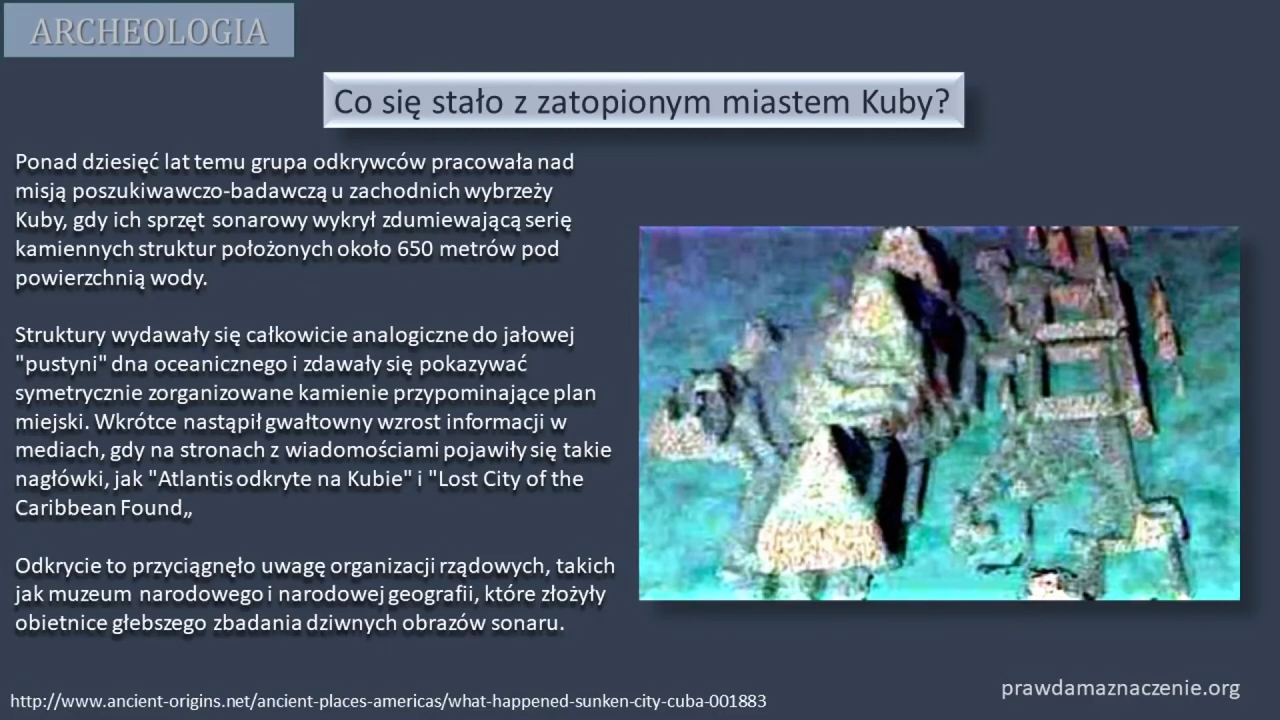 ARCHEOLOGIA
Co się stało z zatopionym miastem Kuby?
Ponad dziesięć lat temu grupa odkrywców pracowała nad
misją poszukiwawczo-badawczą u zachodnich wybrzeży
Kuby, gdy ich sprzęt sonarowy wykrył zdumiewającą serię
kamiennych struktur położonych około 650 metrów pod
powierzchnią wody.
Struktury wydawały się całkowicie analogiczne do jałowej
"pustyni" dna oceanicznego i zdawały się pokazywać
symetrycznie zorganizowane kamienie przypominające plan
miejski. Wkrótce nastąpił gwałtowny wzrost informacji w
mediach, gdy na stronach z wiadomościami pojawiły się takie
nagłówki, jak "Atlantis odkryte na Kubie" i "Lost City of the
Caribbean Found„
Odkrycie to przyciągnęło uwagę organizacji rządowych, takich
jak muzeum narodowego i narodowej geografii, które złożyły
obietnice głebszego zbadania dziwnych obrazów sonaru.
http://www.ancient-origins.net/ancient-places-americas/what-happened-sunken-city-cuba-001883
prawdamaznaczenie.org